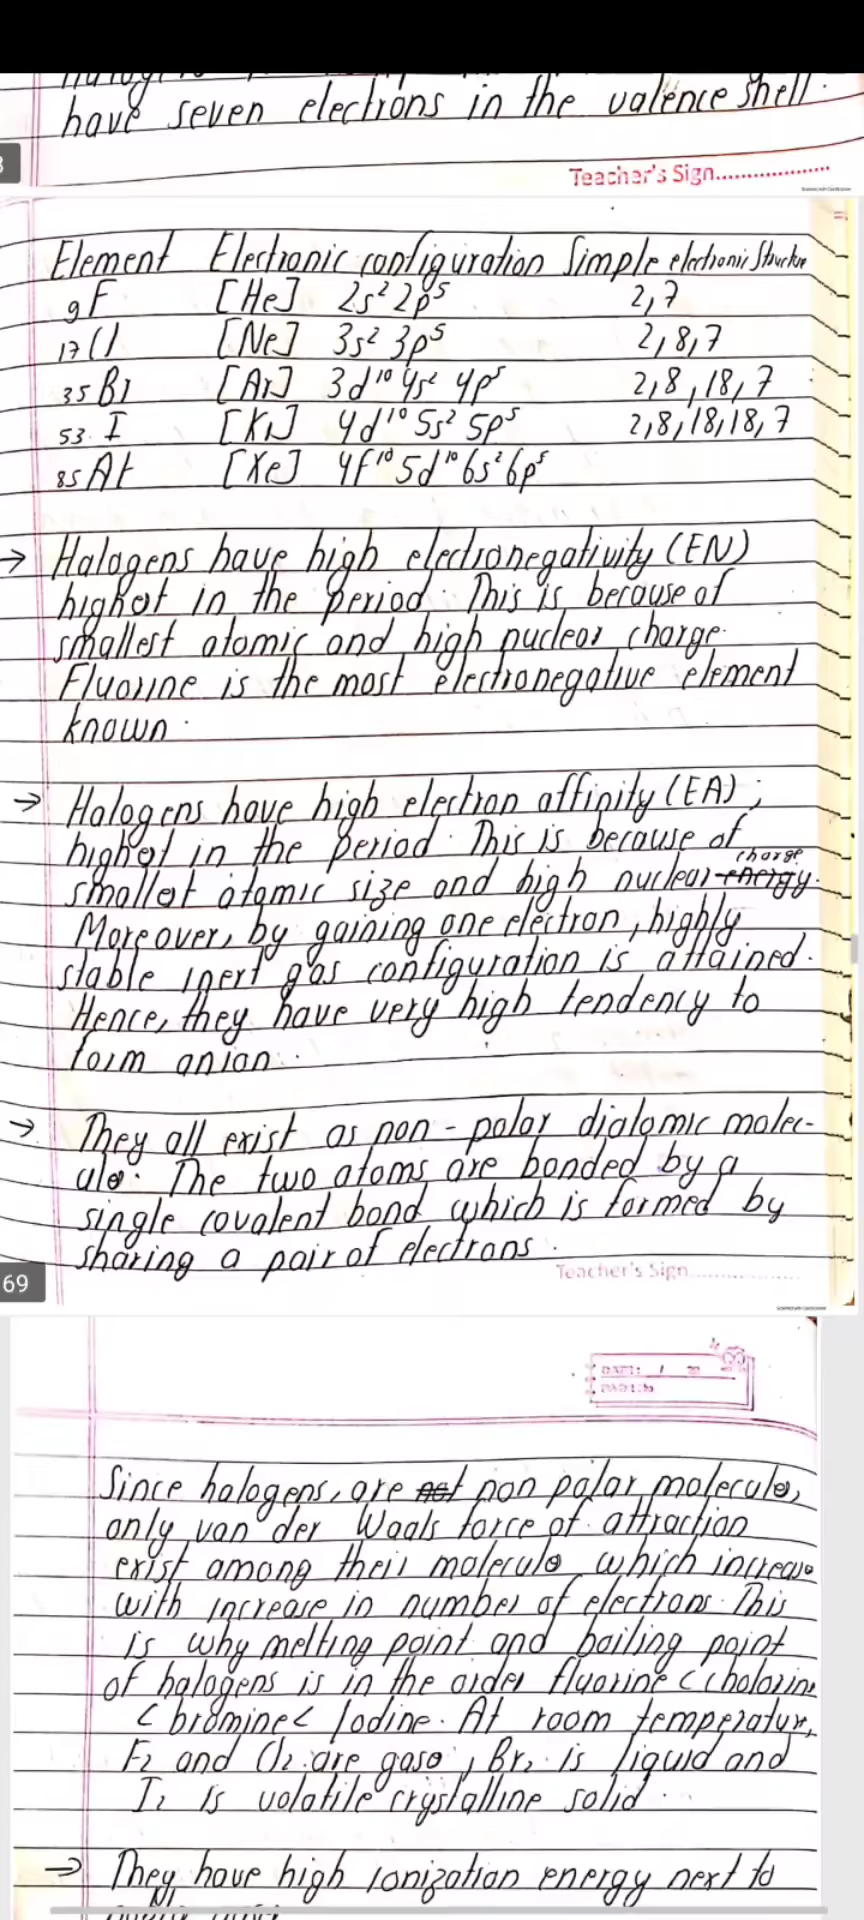 have seven electrons in the valence shell.
Teacher's Sign..................
Element Electronic configuration Simple electronic Structure
9F [He] 2s² 2p⁵ 2,7
17Cl [Ne] 3s² 3p⁵ 2,8,7
35Br [Ar] 3d¹⁰ 4s² 4p⁵ 2,8,18,7
53.I [Kr] 4d¹⁰ 5s² 5p⁵ 2,8,18,18,7
85At [Xe] 4f¹⁰ 5d¹⁰ 6s² 6p⁵
→ Halogens have high electronegativity (EN)
highest in the period. This is because of
smallest atomic and high nuclear charge.
Fluorine is the most electronegative element
known.
→ Halogens have high electron affinity (EA);
highest in the period. This is because of
charge
smallest atomic size and high nuclear energy.
Moreover, by gaining one electron, highly
stable inert gas configuration is attained.
Hence, they have very high tendency to
form anion.
→ They all exist as non-polar diatomic molec-
ules. The two atoms are bonded by a
single covalent bond which is formed by
sharing a pair of electrons.
Teacher's Sign..................
69
DATE: / 20
PAGE:
Since halogens, are not non polar molecules,
only van der Waals force of attraction
exist among their molecules which increase
with increase in number of electrons. This
is why melting point and boiling point
of halogens is in the order fluorine < cholorine
< bromine < Iodine. At room temperature,
F₂ and Cl₂ are gases, Br₂ is liquid and
I₂ is volatile crystalline solid.
→ They have high ionization energy next to